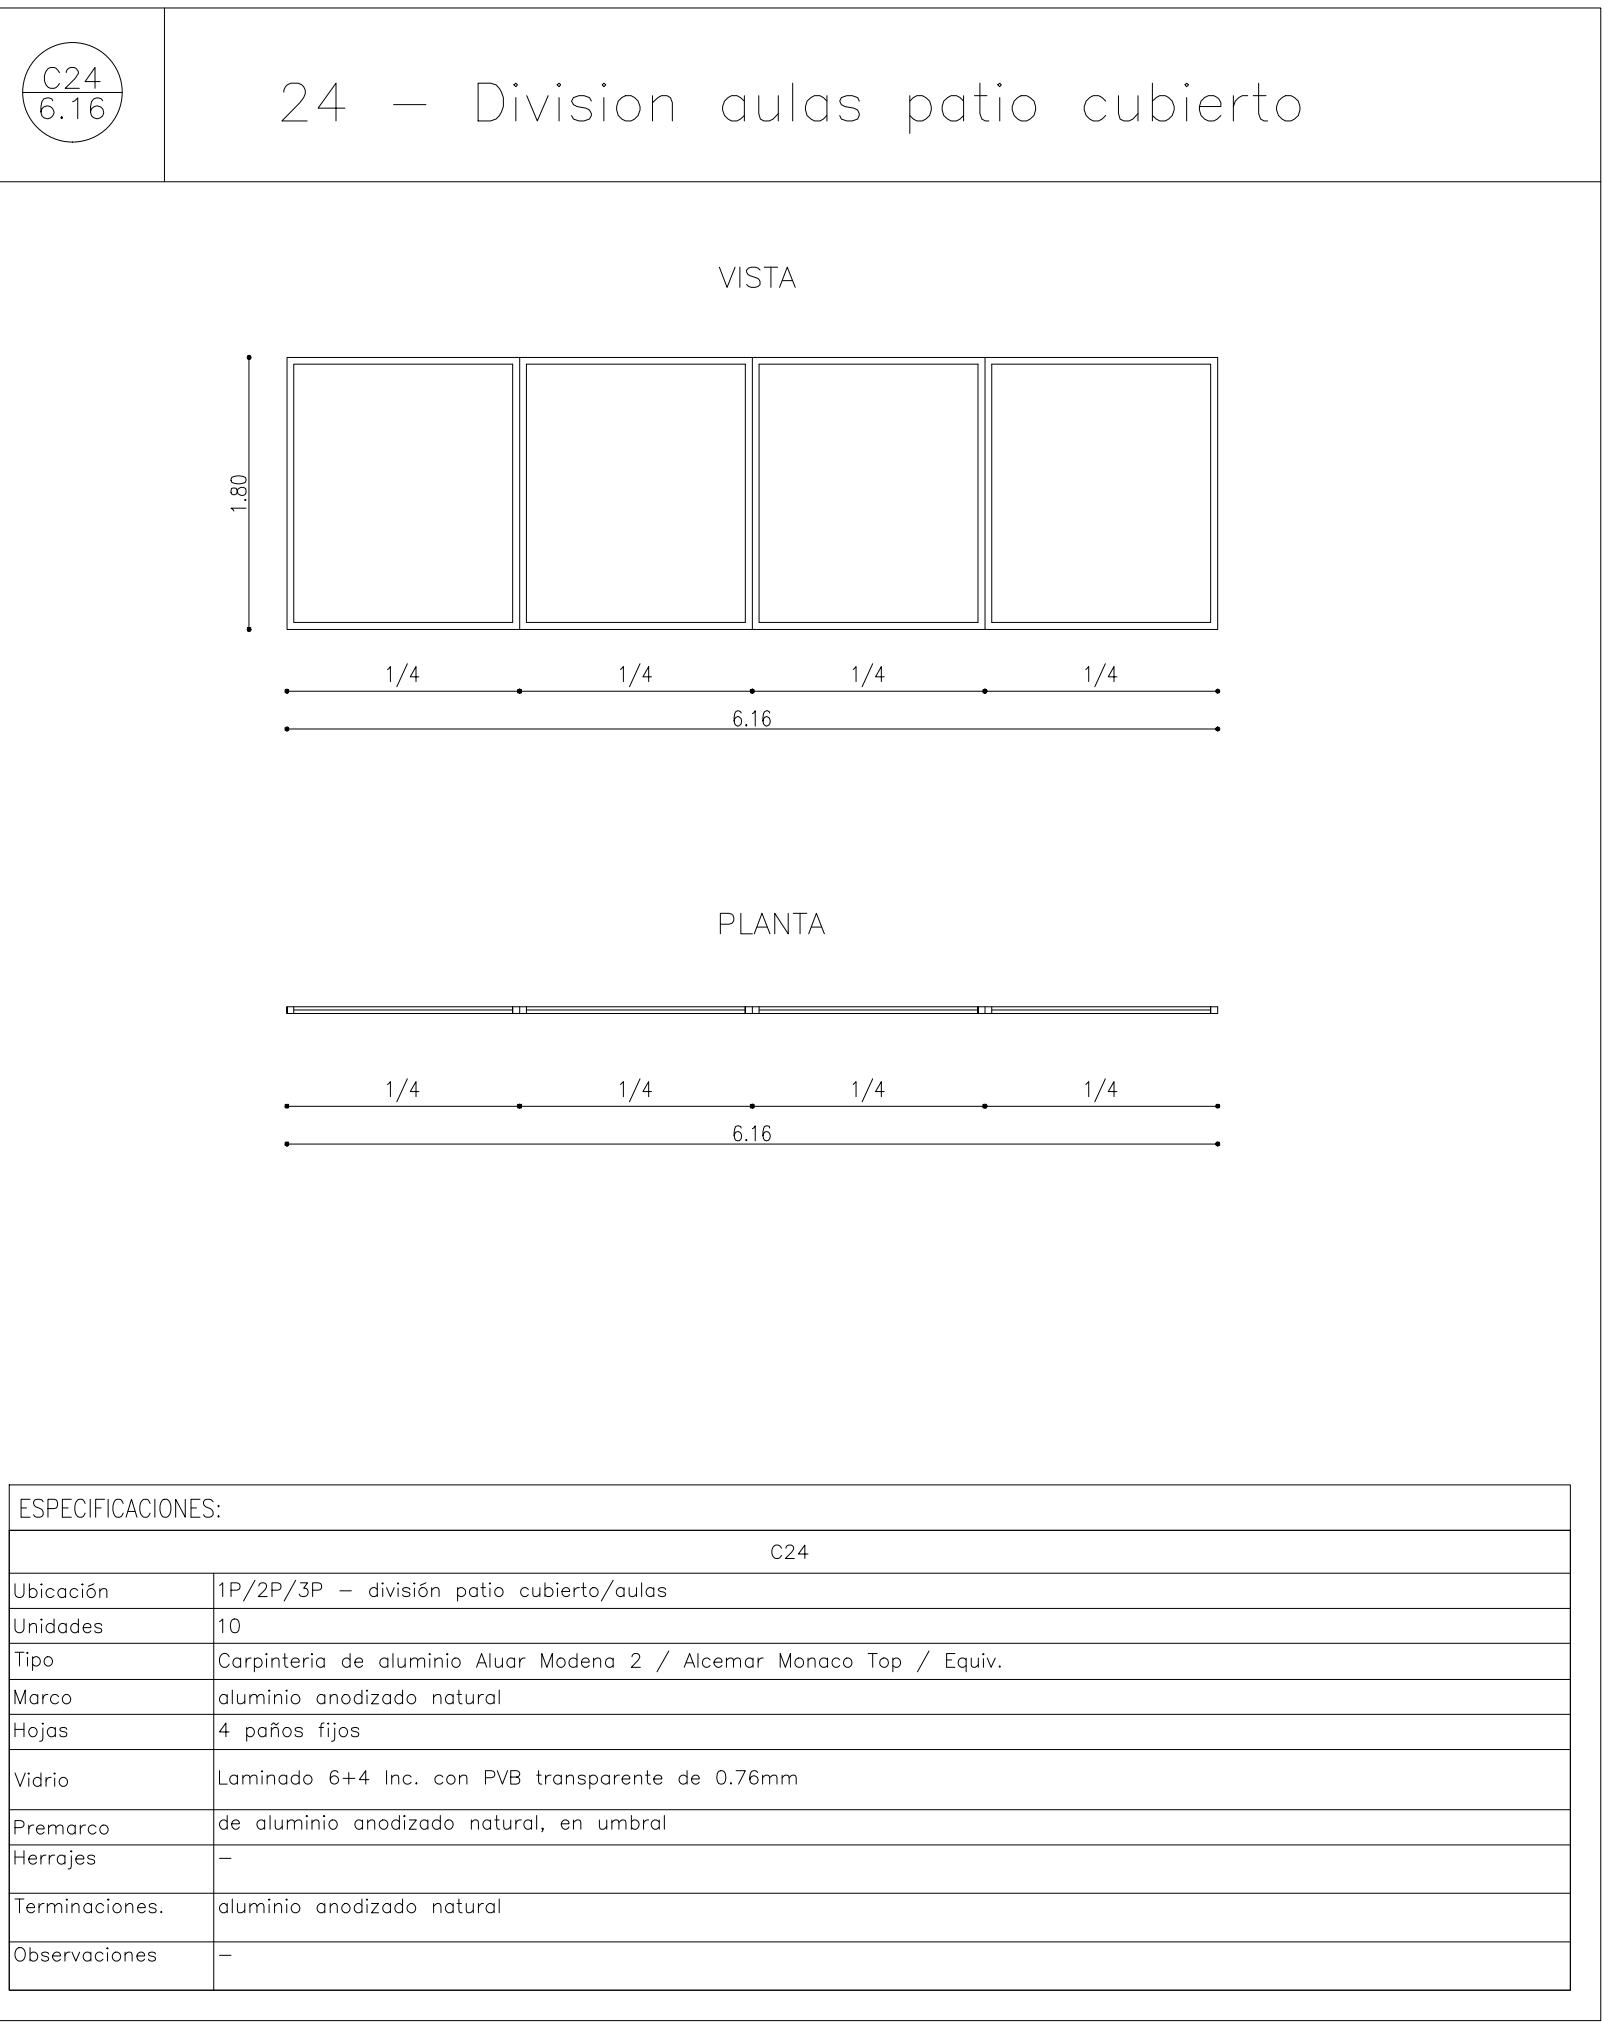 C24
6.16
24 - Division aulas patio cubierto
VISTA
1.80
1/4 1/4 1/4 1/4
6.16
PLANTA
1/4 1/4 1/4 1/4
6.16
ESPECIFICACIONES:
C24
Ubicación 1P/2P/3P - división patio cubierto/aulas
Unidades 10
Tipo Carpinteria de aluminio Aluar Modena 2 / Alcemar Monaco Top / Equiv.
Marco aluminio anodizado natural
Hojas 4 paños fijos
Vidrio Laminado 6+4 Inc. con PVB transparente de 0.76mm
Premarco de aluminio anodizado natural, en umbral
Herrajes -
Terminaciones. aluminio anodizado natural
Observaciones -